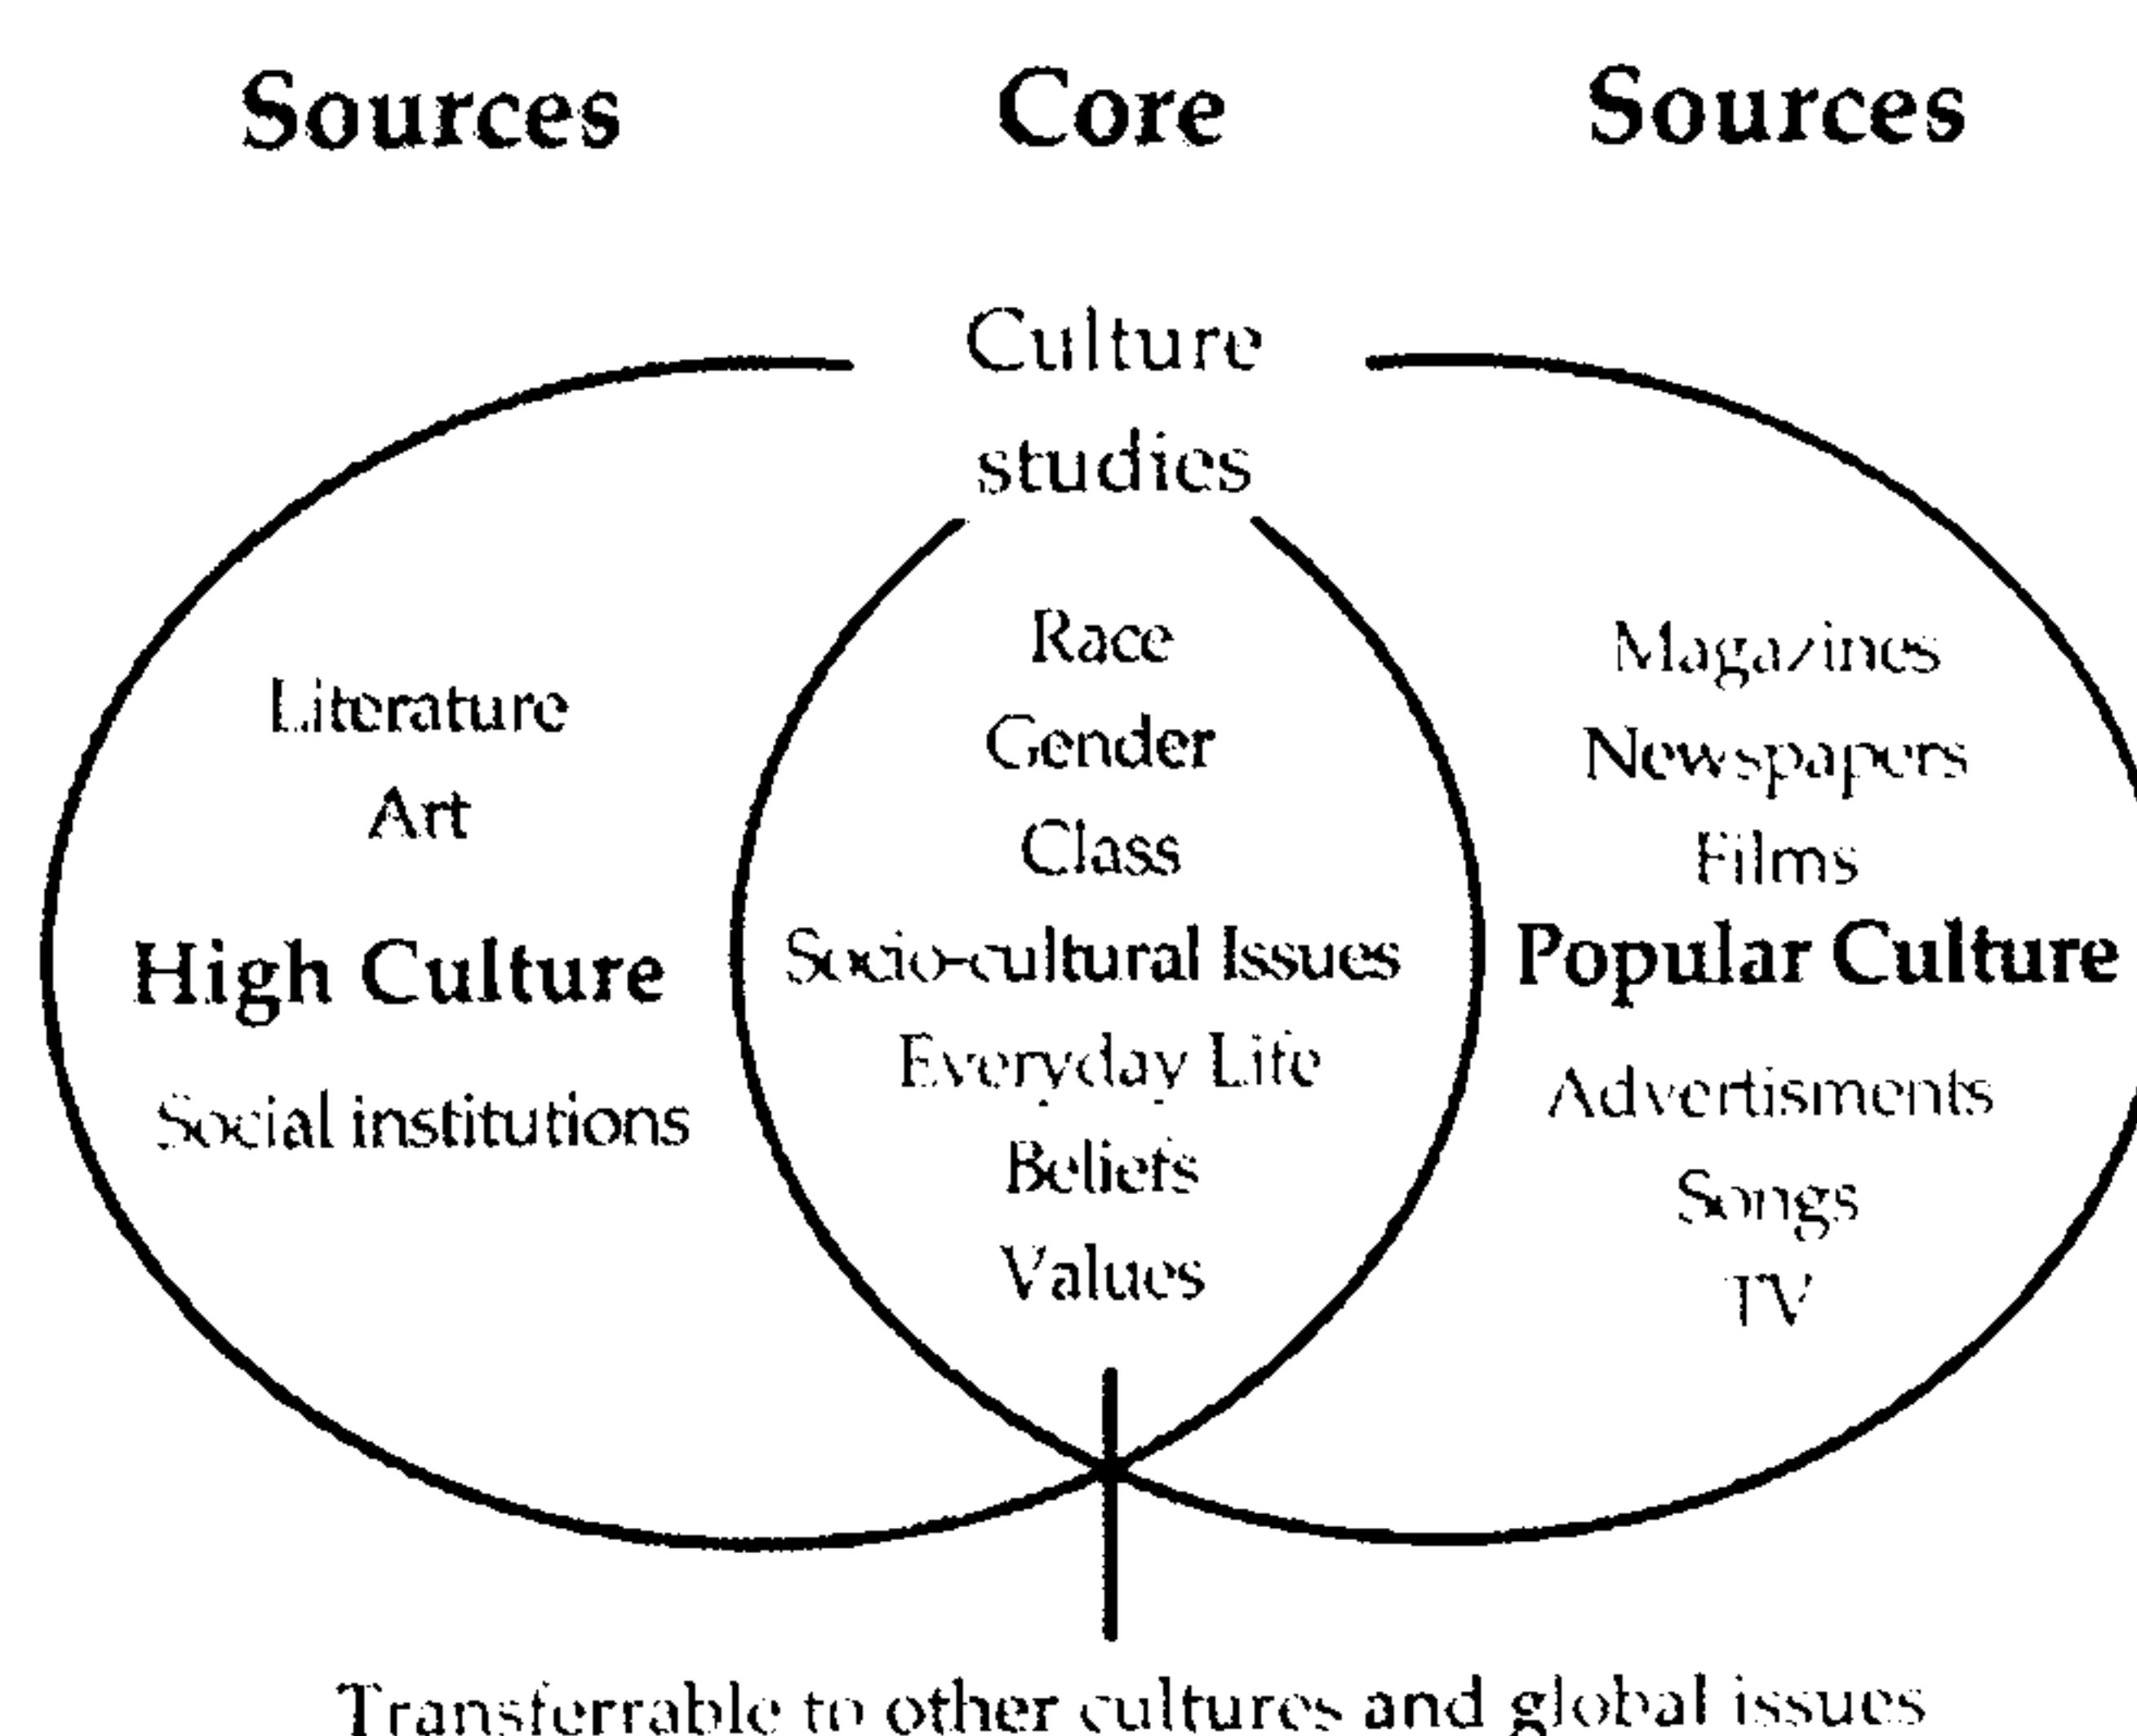 Sources Core Sources
Culture
studies
Literature
Art
High Culture
Social institutions
Race
Gender
Class
Socio-cultural Issues
Everyday Life
Beliefs
Values
Magazines
Newspapers
Films
Popular Culture
Advertisments
Songs
TV
Transferrable to other cultures and global issues